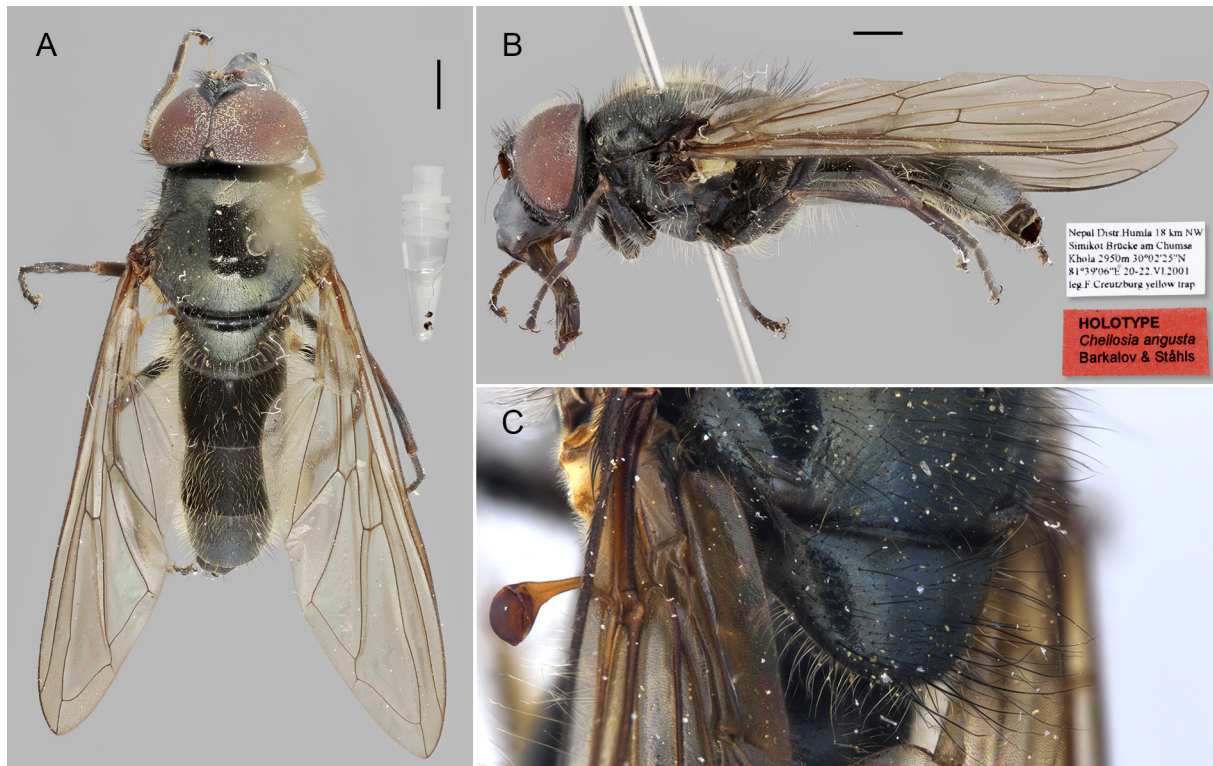 A
B
Nepal Distr.Humla 18 km NW
Simikot Brücke am Chumsa
Khola 2950m 30°02'25"N
81°39'06"E 20-22.VI.2001
leg.F.Creutzburg yellow trap
HOLOTYPE
Cheilosia angusta
Barkalov & Ståhls
C